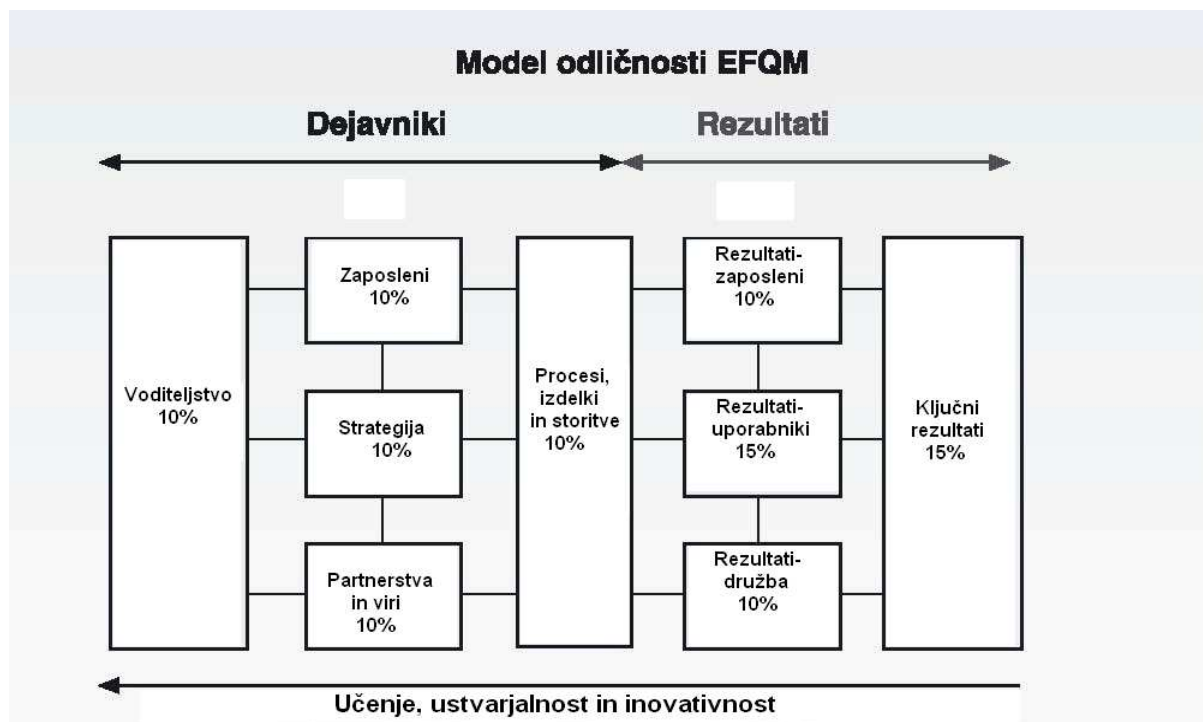 Model odličnosti EFQM
Dejavniki
Rezultati
Voditeljstvo
10%
Zaposleni
10%
Strategija
10%
Partnerstva
in viri
10%
Procesi,
izdelki
in storitve
10%
Rezultati-
zaposleni
10%
Rezultati-
uporabniki
15%
Rezultati-
družba
10%
Ključni
rezultati
15%
Učenje, ustvarjalnost in inovativnost